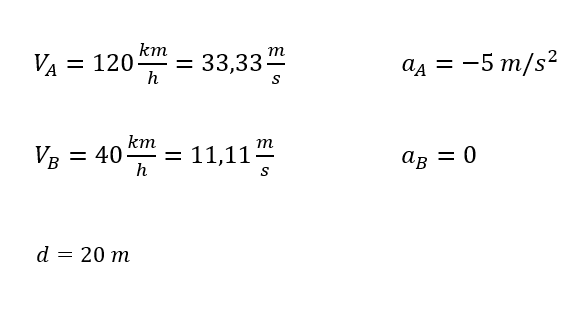 V_A = 120 km/h = 33,33 m/s a_A = −5 m/s²
V_B = 40 km/h = 11,11 m/s a_B = 0
d = 20 m